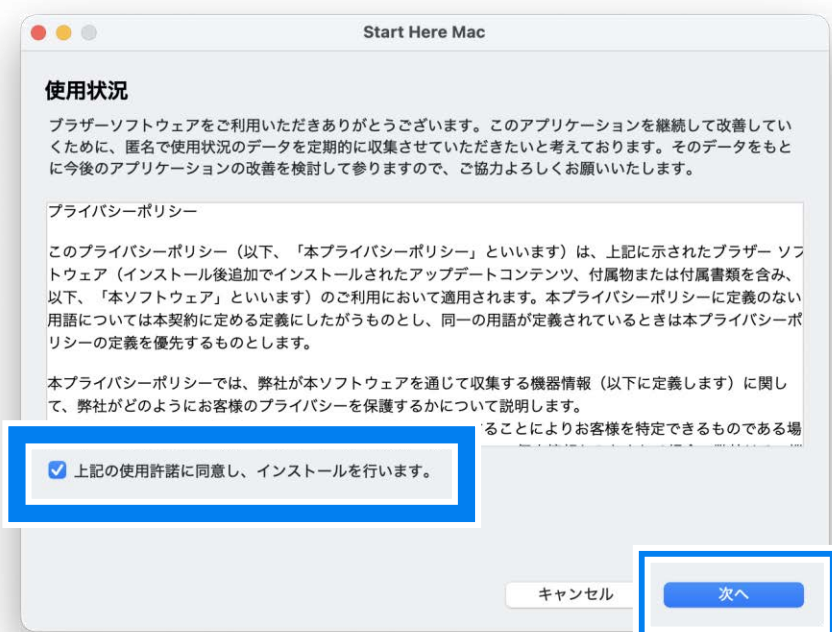 Start Here Mac
使用状況
ブラザーソフトウェアをご利用いただきありがとうございます。このアプリケーションを継続して改善してい
くために、匿名で使用状況のデータを定期的に収集させていただきたいと考えております。そのデータをもと
に今後のアプリケーションの改善を検討して参りますので、ご協力よろしくお願いいたします。
プライバシーポリシー
このプライバシーポリシー（以下、「本プライバシーポリシー」といいます）は、上記に示されたブラザー ソフ
トウェア（インストール後追加でインストールされたアップデートコンテンツ、付属物または付属書類を含み、
以下、「本ソフトウェア」といいます）のご利用において適用されます。本プライバシーポリシーに定義のない
用語については本契約に定める定義にしたがうものとし、同一の用語が定義されているときは本プライバシーポ
リシーの定義を優先するものとします。
本プライバシーポリシーでは、弊社が本ソフトウェアを通じて収集する機器情報（以下に定義します）に関し
て、弊社がどのようにお客様のプライバシーを保護するかについて説明します。
ることによりお客様を特定できるものである場
上記の使用許諾に同意し、インストールを行います。
キャンセル
次へ